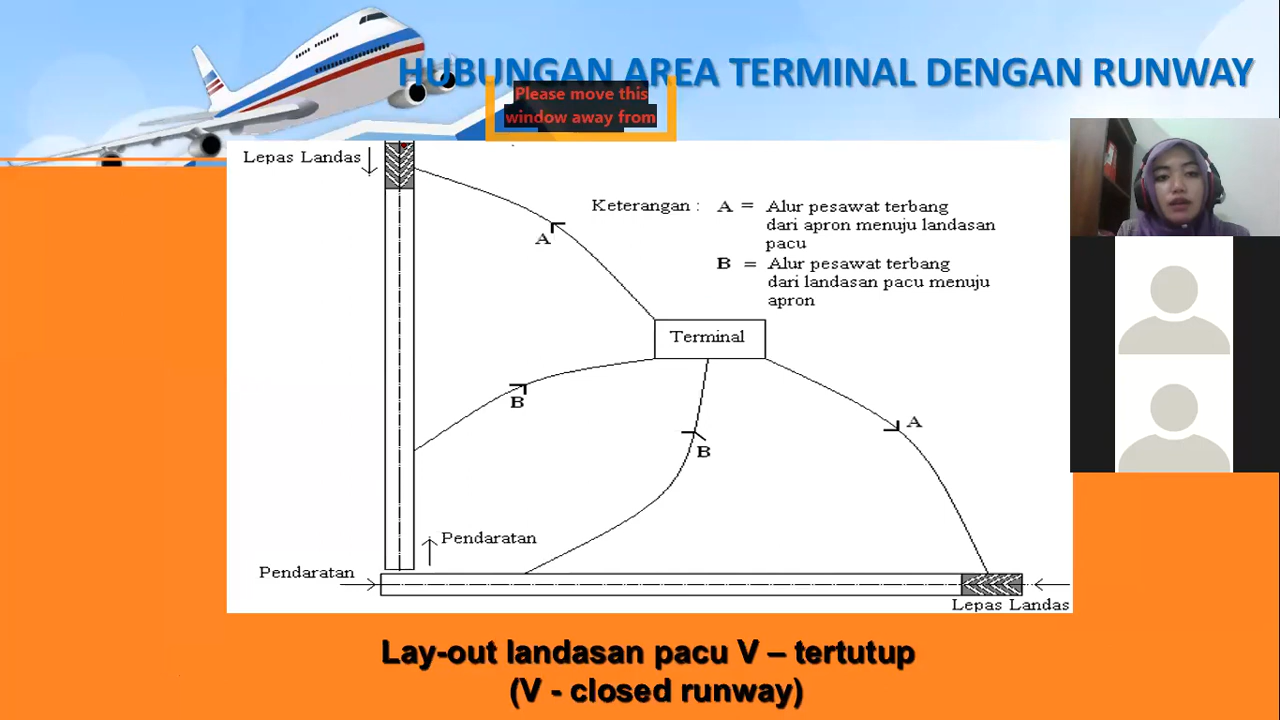 HUBUNGAN AREA TERMINAL DENGAN RUNWAY
Please move this
window away from
Lepas Landas
Keterangan : A = Alur pesawat terbang
dari apron menuju landasan
pacu
B = Alur pesawat terbang
dari landasan pacu menuju
apron
A
Terminal
B
A
B
Pendaratan
Pendaratan
Lepas Landas
Lay-out landasan pacu V – tertutup
(V - closed runway)